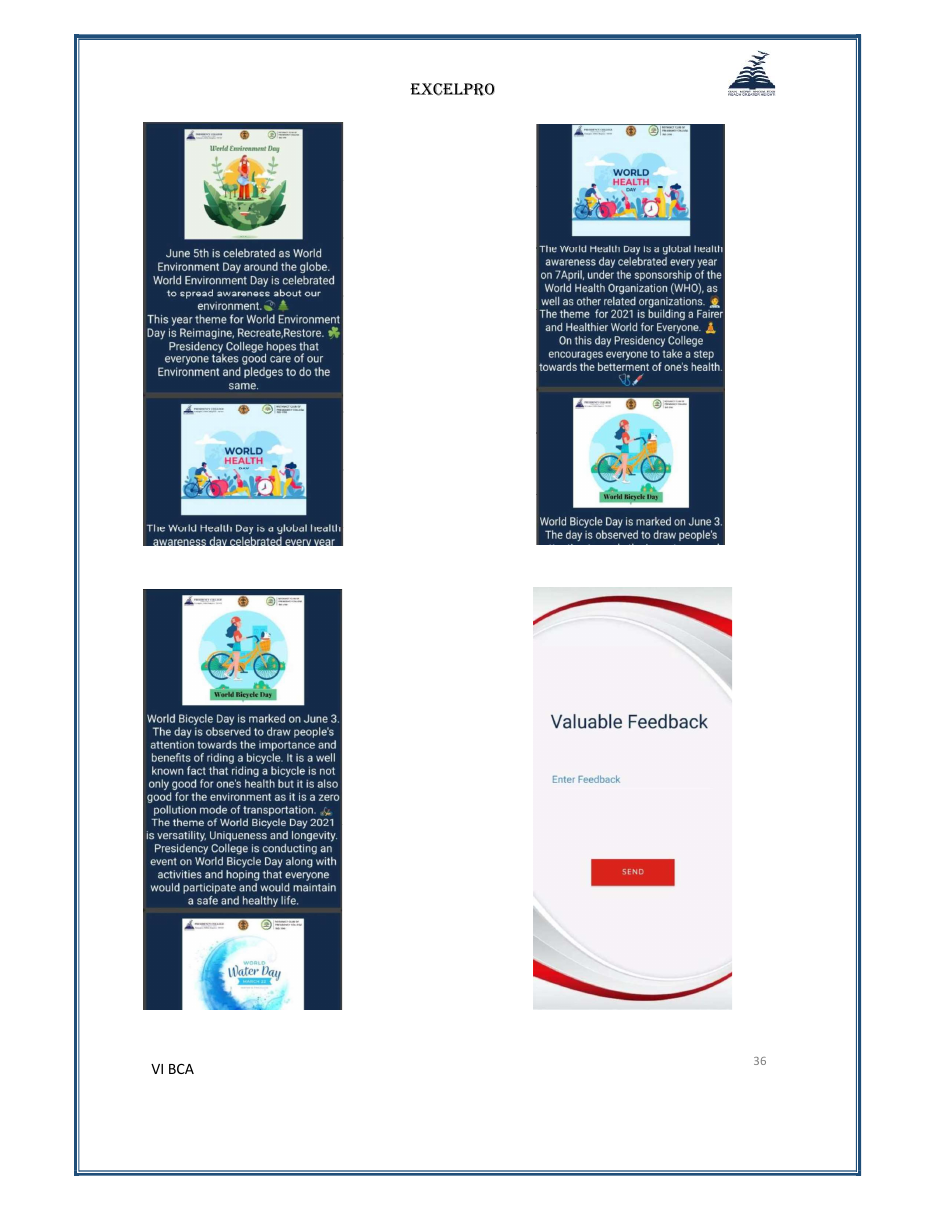 EXCELPRO
World Environment Day
June 5th is celebrated as World
Environment Day around the globe.
World Environment Day is celebrated
to spread awareness about our
environment.🍃🌲
This year theme for World Environment
Day is Reimagine, Recreate,Restore. ☘️
Presidency College hopes that
everyone takes good care of our
Environment and pledges to do the
same.
WORLD
HEALTH
DAY
The World Health Day is a global health
awareness day celebrated every year
WORLD
HEALTH
DAY
The World Health Day is a global health
awareness day celebrated every year
on 7April, under the sponsorship of the
World Health Organization (WHO), as
well as other related organizations.
The theme  for 2021 is building a Fairer
and Healthier World for Everyone.
On this day Presidency College
encourages everyone to take a step
towards the betterment of one's health.
World Bicycle Day
World Bicycle Day is marked on June 3.
The day is observed to draw people's
World Bicycle Day
World Bicycle Day is marked on June 3.
The day is observed to draw people's
attention towards the importance and
benefits of riding a bicycle. It is a well
known fact that riding a bicycle is not
only good for one's health but it is also
good for the environment as it is a zero
pollution mode of transportation.
The theme of World Bicycle Day 2021
is versatility, Uniqueness and longevity.
Presidency College is conducting an
event on World Bicycle Day along with
activities and hoping that everyone
would participate and would maintain
a safe and healthy life.
WORLD
Water Day
MARCH 22
Valuable Feedback
Enter Feedback
SEND
VI BCA
36